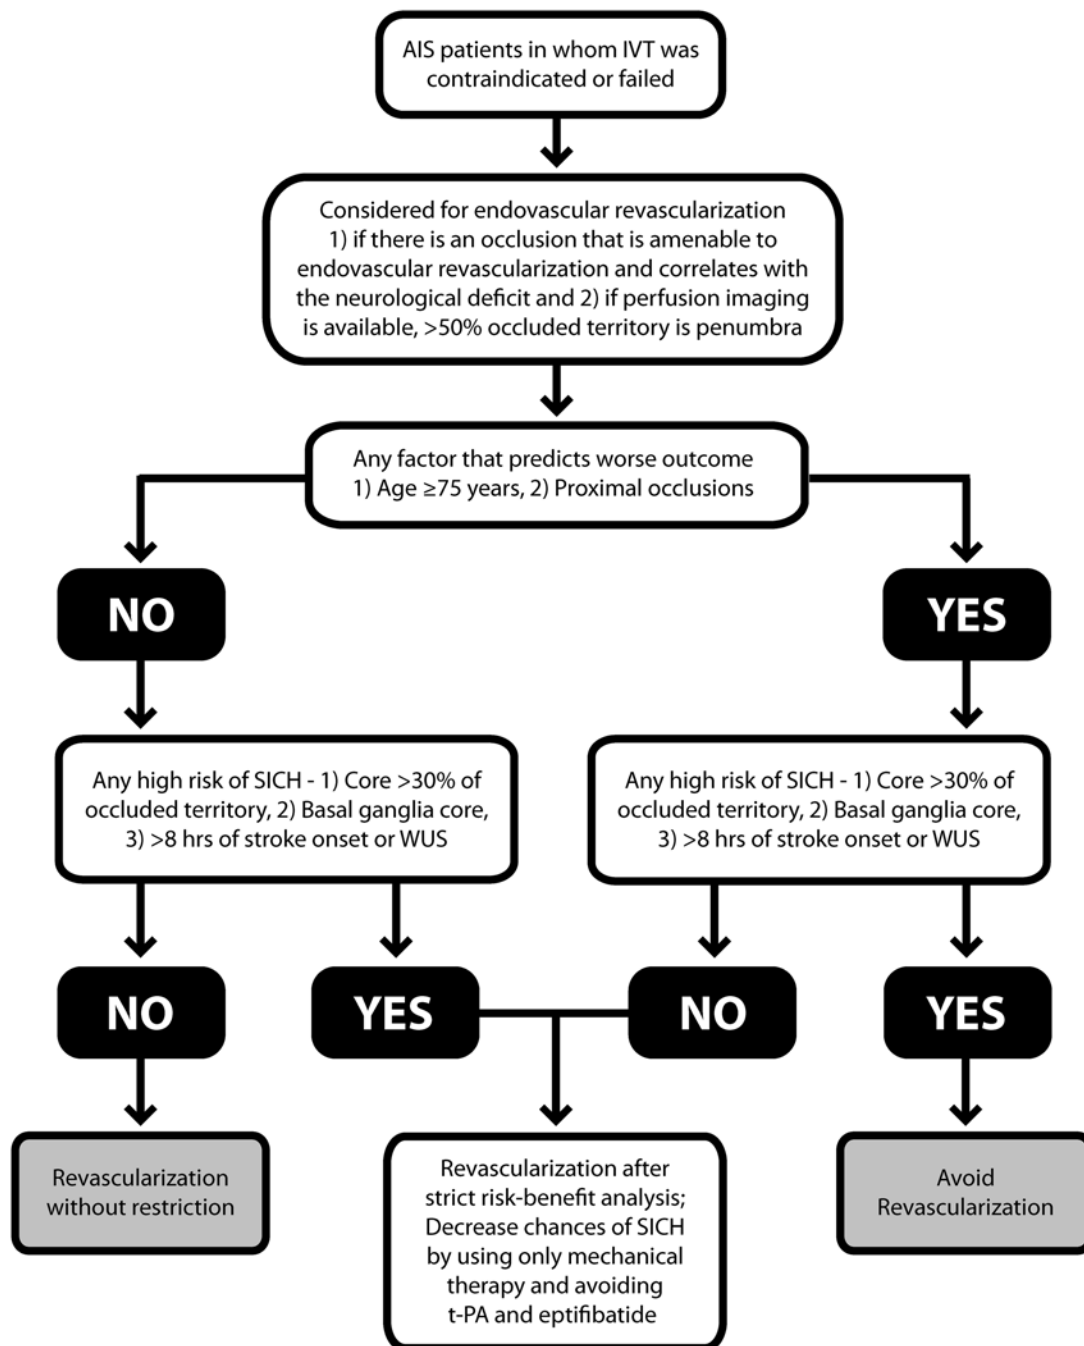 AIS patients in whom IVT was
contraindicated or failed
Considered for endovascular revascularization
1) if there is an occlusion that is amenable to
endovascular revascularization and correlates with
the neurological deficit and 2) if perfusion imaging
is available, >50% occluded territory is penumbra
Any factor that predicts worse outcome
1) Age ≥75 years, 2) Proximal occlusions
NO
YES
Any high risk of SICH - 1) Core >30% of
occluded territory, 2) Basal ganglia core,
3) >8 hrs of stroke onset or WUS
Any high risk of SICH - 1) Core >30% of
occluded territory, 2) Basal ganglia core,
3) >8 hrs of stroke onset or WUS
NO
YES
NO
YES
Revascularization
without restriction
Revascularization after
strict risk-benefit analysis;
Decrease chances of SICH
by using only mechanical
therapy and avoiding
t-PA and eptifibatide
Avoid
Revascularization